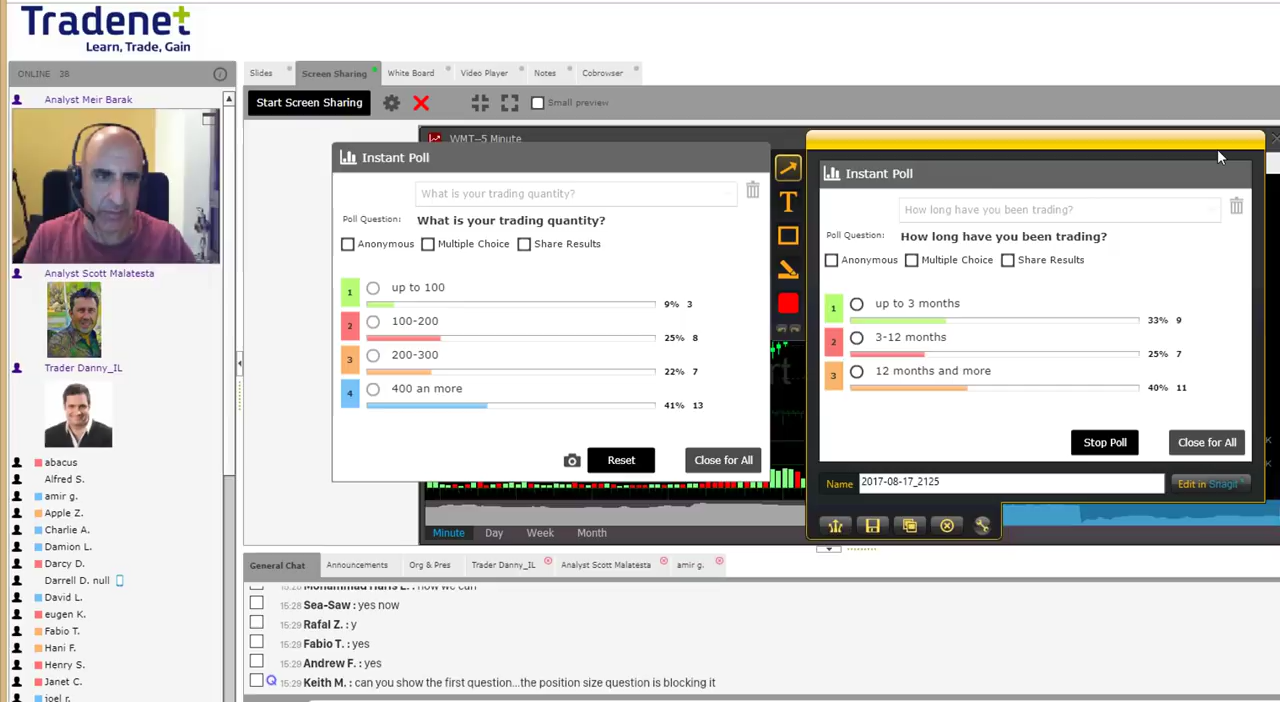 Tradenet
Learn, Trade, Gain
ONLINE 38
Analyst Meir Barak
Analyst Scott Malatesta
Trader Danny_IL
abacus
Alfred S.
amir g.
Apple Z.
Charlie A.
Damion L.
Darcy D.
Darrell D. null
David L.
eugen K.
Fabio T.
Hani F.
Henry S.
Janet C.
joel r.
Slides Screen Sharing White Board Video Player Notes Cobrowser
Start Screen Sharing Small preview
WMT--5 Minute
Instant Poll
What is your trading quantity?
Poll Question: What is your trading quantity?
Anonymous Multiple Choice Share Results
1 up to 100
9% 3
2 100-200
25% 8
3 200-300
22% 7
4 400 an more
41% 13
Reset Close for All
T
Instant Poll
How long have you been trading?
Poll Question: How long have you been trading?
Anonymous Multiple Choice Share Results
1 up to 3 months
33% 9
2 3-12 months
25% 7
3 12 months and more
40% 11
Stop Poll Close for All
Name 2017-08-17_2125 Edit in Snagit
Minute Day Week Month
General Chat Announcements Org & Pres Trader Danny_IL Analyst Scott Malatesta amir g.
15:28 Sea-Saw : yes now
15:29 Rafal Z. : y
15:29 Fabio T. : yes
15:29 Andrew F. : yes
Q 15:29 Keith M. : can you show the first question...the position size question is blocking it